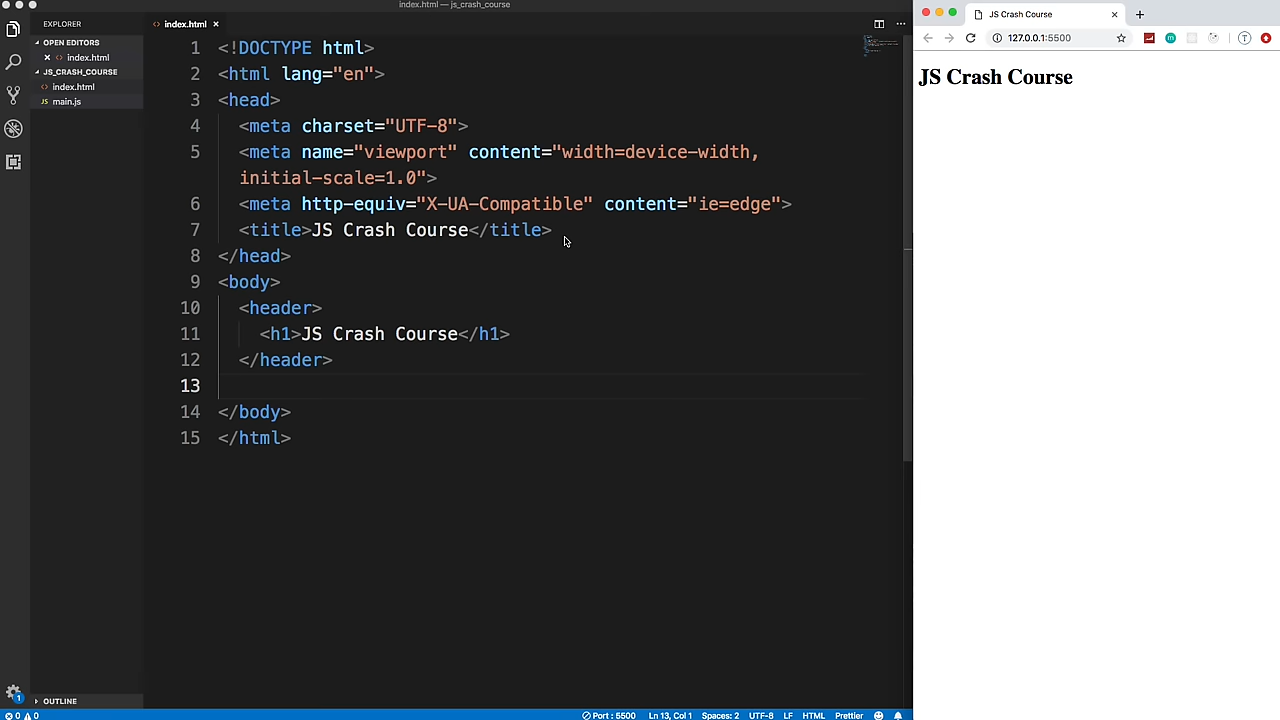 index.html — js_crash_course
EXPLORER
OPEN EDITORS
index.html
JS_CRASH_COURSE
index.html
JS main.js
OUTLINE
index.html
1 <!DOCTYPE html>
2 <html lang="en">
3 <head>
4 <meta charset="UTF-8">
5 <meta name="viewport" content="width=device-width,
initial-scale=1.0">
6 <meta http-equiv="X-UA-Compatible" content="ie=edge">
7 <title>JS Crash Course</title>
8 </head>
9 <body>
10 <header>
11 <h1>JS Crash Course</h1>
12 </header>
13
14 </body>
15 </html>
1
0 0
Port : 5500 Ln 13, Col 1 Spaces: 2 UTF-8 LF HTML Prettier
JS Crash Course
127.0.0.1:5500
T
JS Crash Course